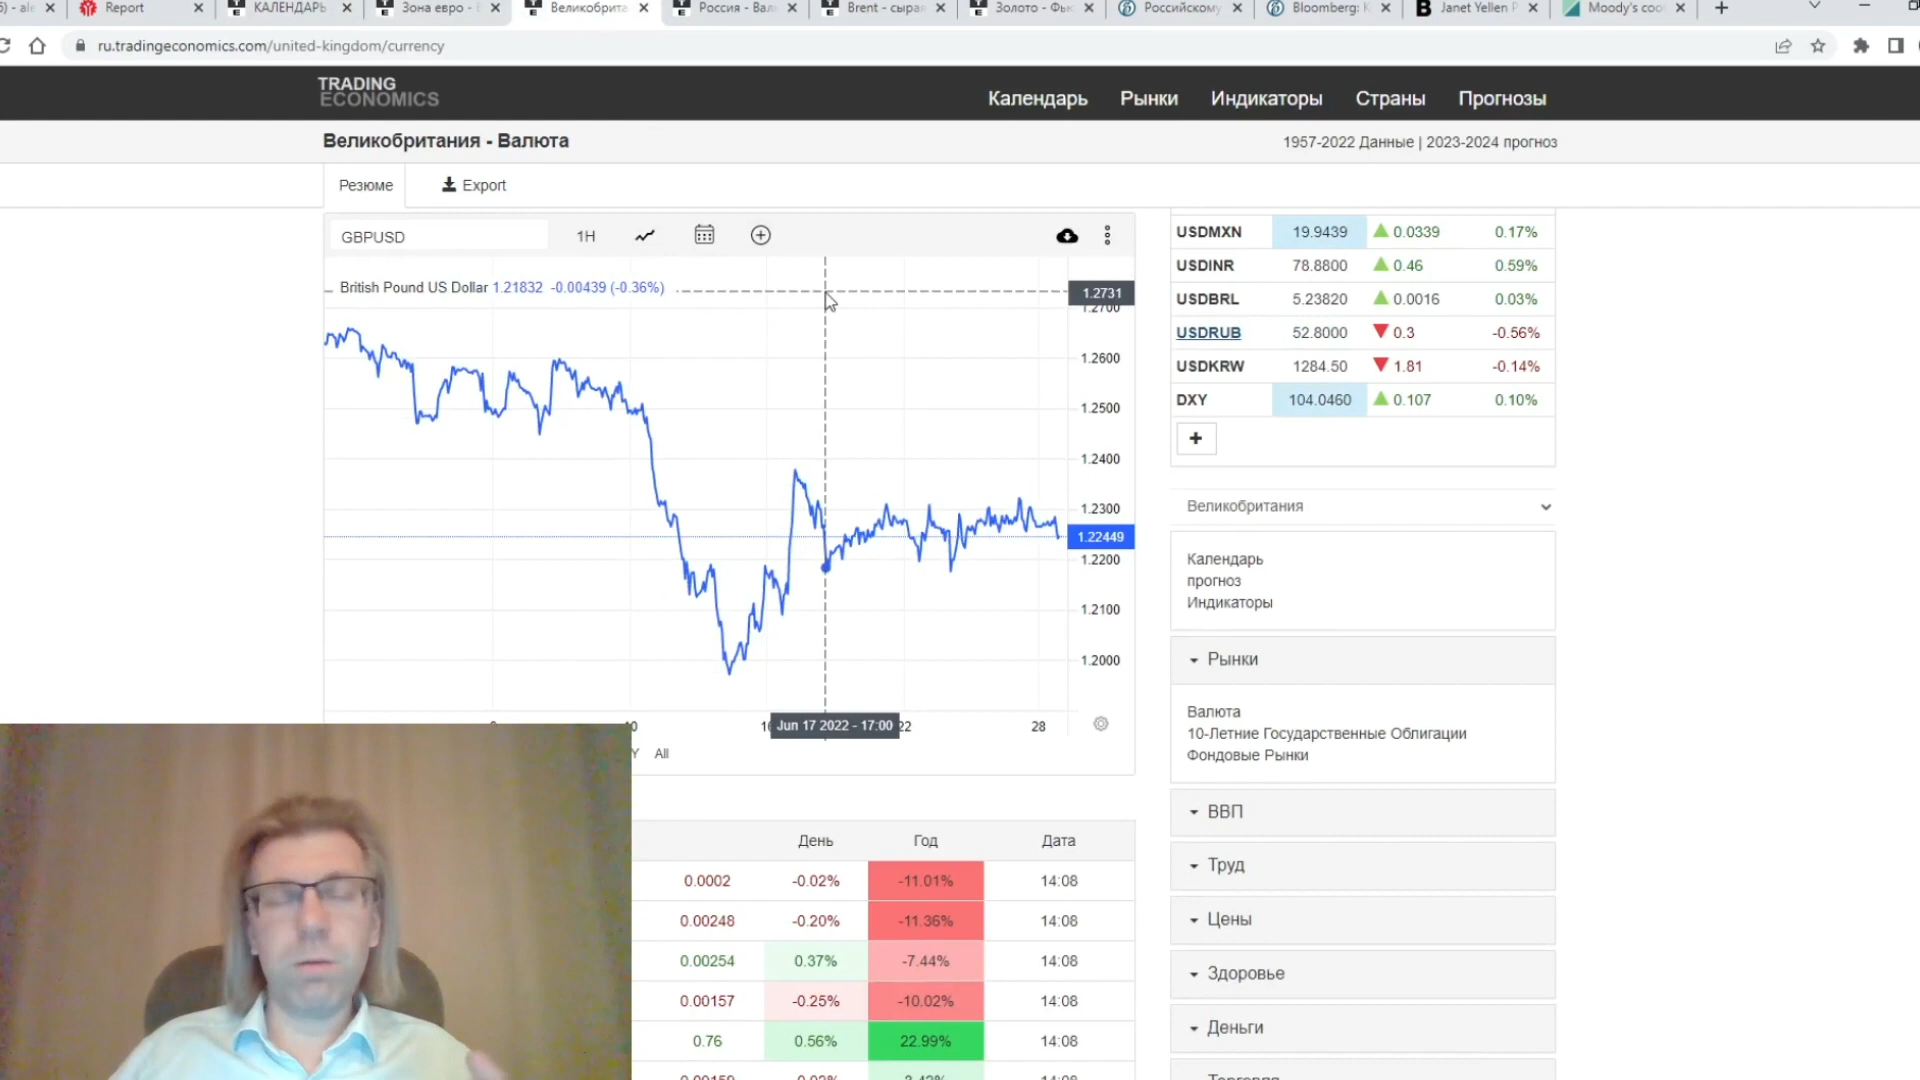 Report
КАЛЕНДАРЬ
Зона евро -
Великобрита
Россия - Вал
Brent - сырая
Золото - Фью
Российскому
Bloomberg:
Janet Yellen
Moody's coo
ru.tradingeconomics.com/united-kingdom/currency
TRADING
ECONOMICS
Календарь Рынки Индикаторы Страны Прогнозы
Великобритания - Валюта
1957-2022 Данные | 2023-2024 прогноз
Резюме
Export
GBPUSD
1H
British Pound US Dollar 1.21832 -0.00439 (-0.36%)
1.2731
1.2700
1.2600
1.2500
1.2400
1.2300
1.22449
1.2200
1.2100
1.2000
Jun 17 2022 - 17:00
22
28
All
USDMXN 19.9439 0.0339 0.17%
USDINR 78.8800 0.46 0.59%
USDBRL 5.23820 0.0016 0.03%
USDRUB 52.8000 0.3 -0.56%
USDKRW 1284.50 1.81 -0.14%
DXY 104.0460 0.107 0.10%
+
Великобритания
Календарь
прогноз
Индикаторы
Рынки
Валюта
10-Летние Государственные Облигации
Фондовые Рынки
ВВП
Труд
Цены
Здоровье
Деньги
День Год Дата
0.0002 -0.02% -11.01% 14:08
0.00248 -0.20% -11.36% 14:08
0.00254 0.37% -7.44% 14:08
0.00157 -0.25% -10.02% 14:08
0.76 0.56% 22.99% 14:08